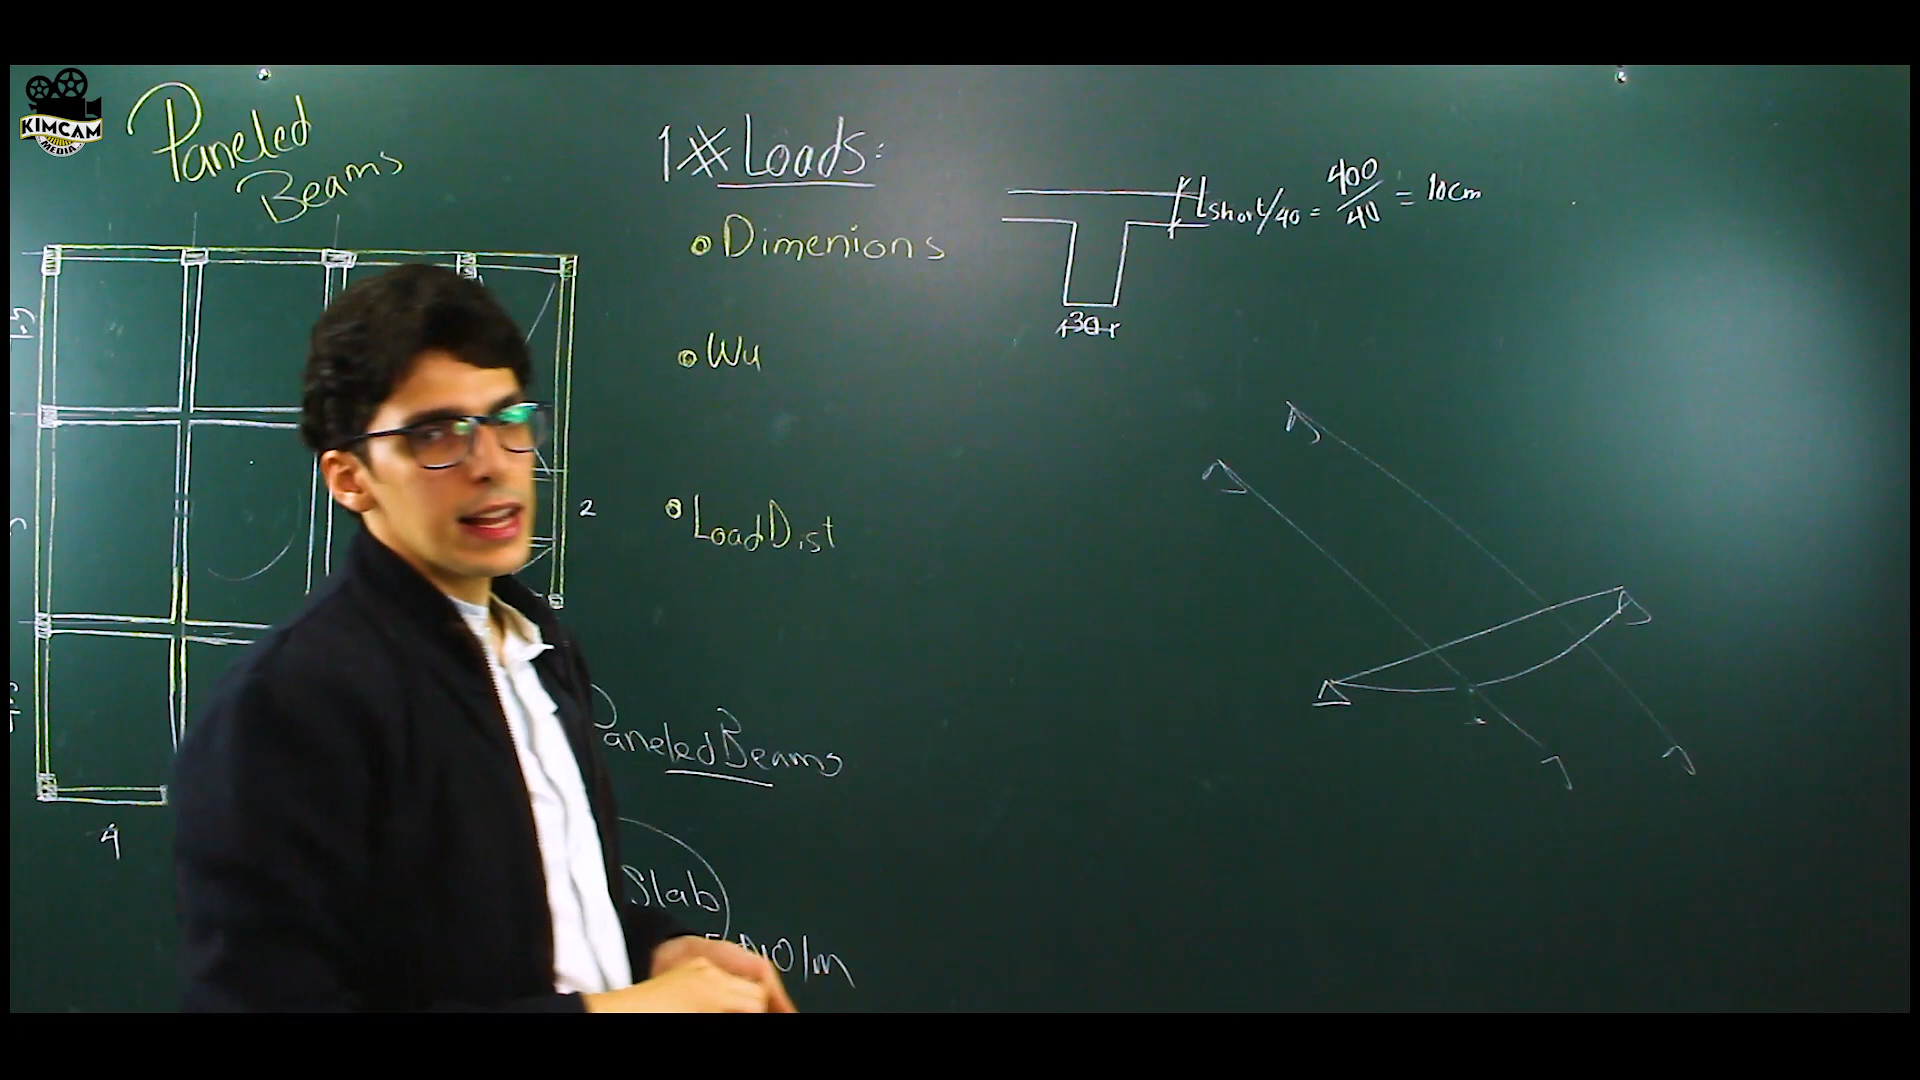 KIMCAM
MEDIA
Paneled
Beams
1# Loads:
Dimenions
Lshort/40 = 400/40 = 10cm
30
Wu
2
Load Dist
Paneled Beams
4
Slab
10/m